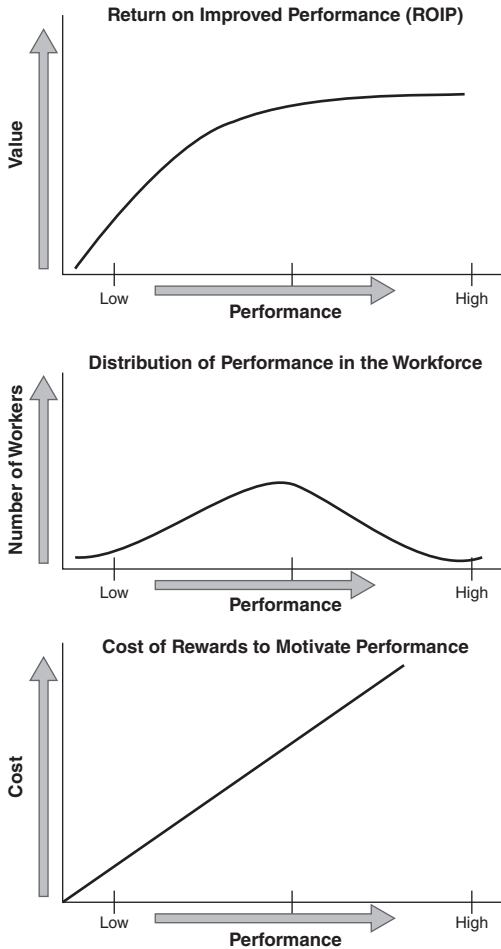 Return on Improved Performance (ROIP)
Value
Low
High
Performance
Distribution of Performance in the Workforce
Number of Workers
Low
High
Performance
Cost of Rewards to Motivate Performance
Cost
Low
High
Performance